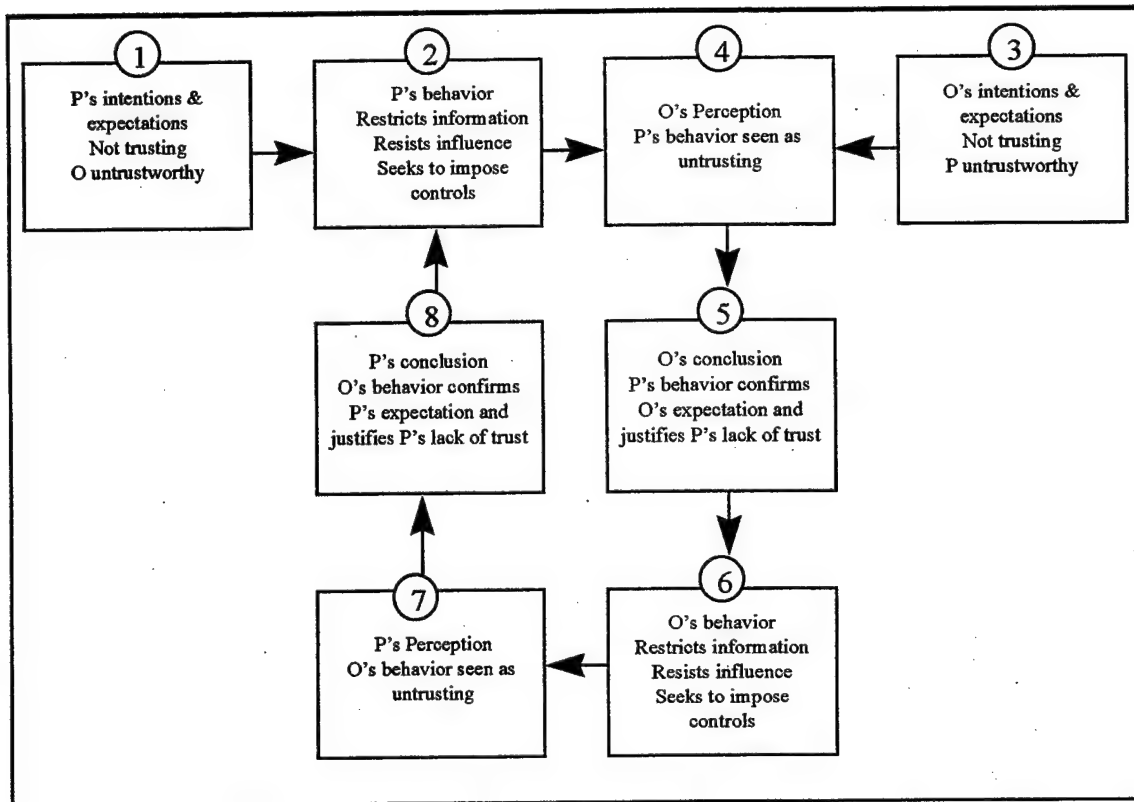 1
P's intentions &
expectations
Not trusting
O untrustworthy
2
P's behavior
Restricts information
Resists influence
Seeks to impose
controls
4
O's Perception
P's behavior seen as
untrusting
3
O's intentions &
expectations
Not trusting
P untrustworthy
8
P's conclusion
O's behavior confirms
P's expectation and
justifies P's lack of trust
5
O's conclusion
P's behavior confirms
O's expectation and
justifies P's lack of trust
7
P's Perception
O's behavior seen as
untrusting
6
O's behavior
Restricts information
Resists influence
Seeks to impose
controls